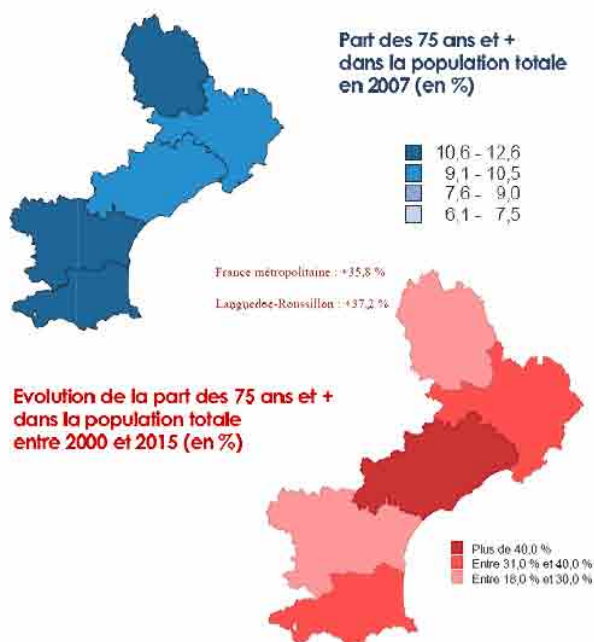 Part des 75 ans et +
dans la population totale
en 2007 (en %)
10,6 - 12,6
9,1 - 10,5
7,6 - 9,0
6,1 - 7,5
France métropolitaine : +35,8 %
Languedoc-Roussillon : +37,2 %
Evolution de la part des 75 ans et +
dans la population totale
entre 2000 et 2015 (en %)
Plus de 40,0 %
Entre 31,0 % et 40,0 %
Entre 18,0 % et 30,0 %